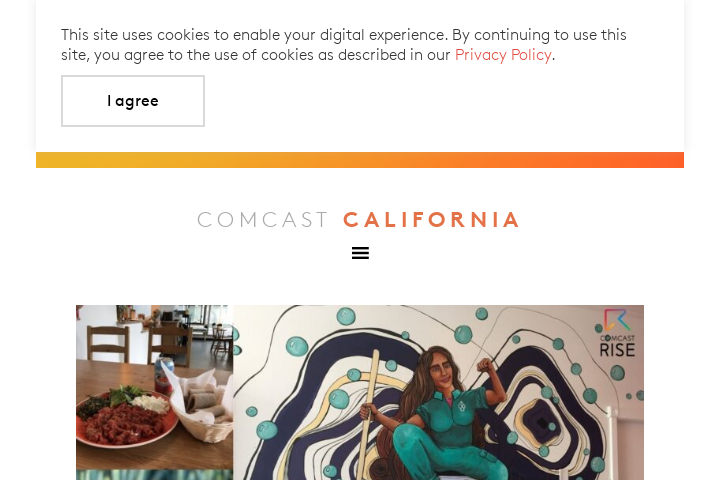 This site uses cookies to enable your digital experience. By continuing to use this
site, you agree to the use of cookies as described in our Privacy Policy.
I agree
COMCAST CALIFORNIA
COMCAST
RISE